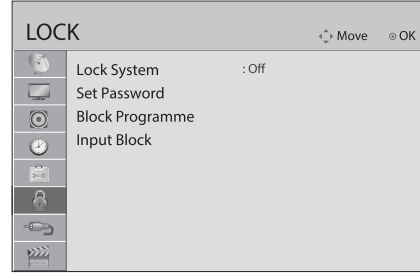 LOCK
Move OK
Lock System : Off
Set Password
Block Programme
Input Block